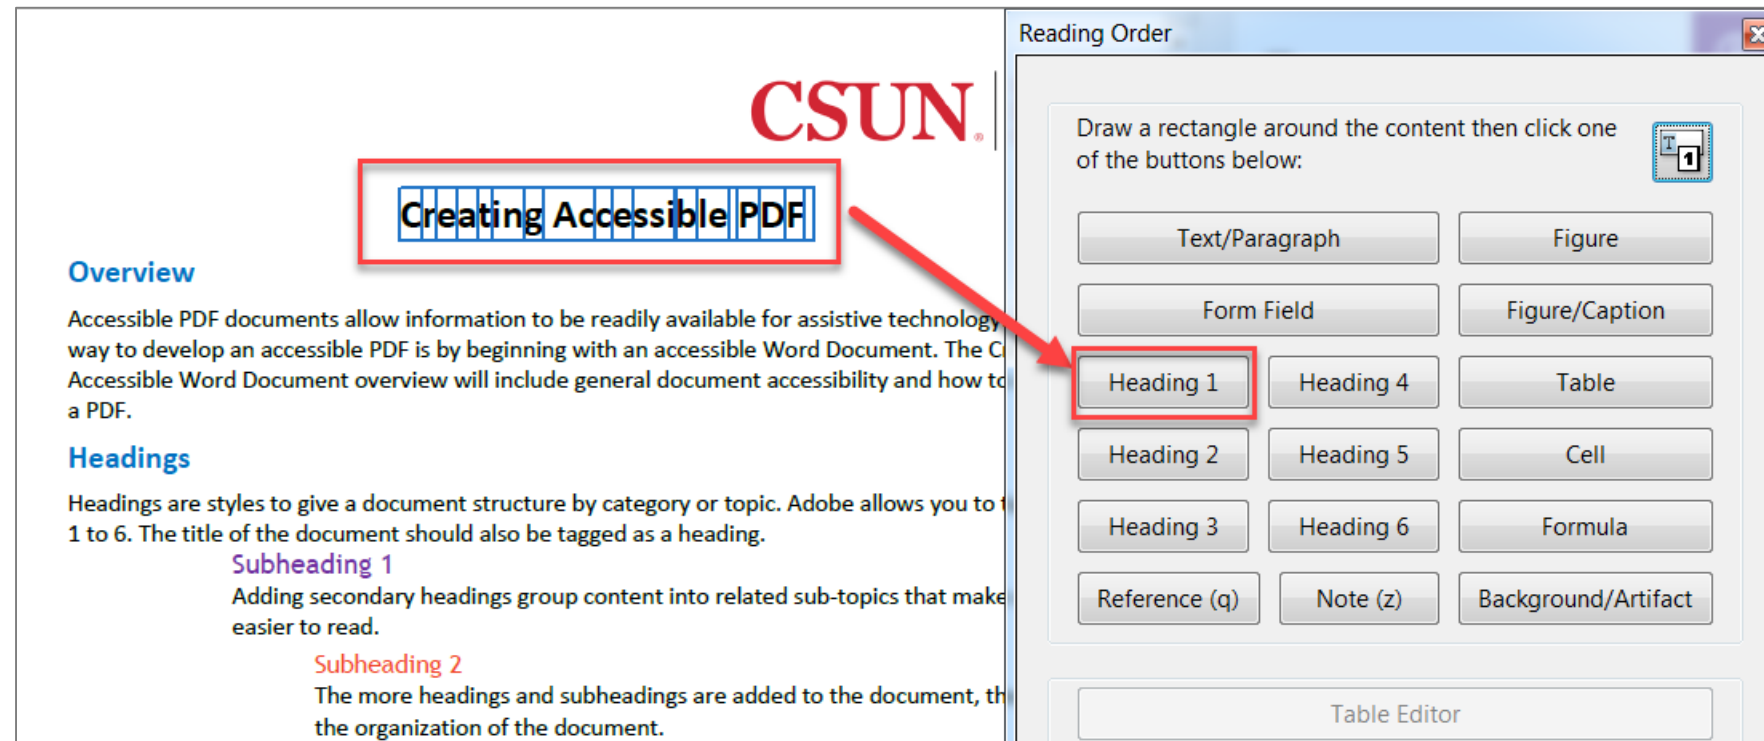 CSUN®
Creating Accessible PDF
Overview
Accessible PDF documents allow information to be readily available for assistive technology
way to develop an accessible PDF is by beginning with an accessible Word Document. The
Accessible Word Document overview will include general document accessibility and how to
a PDF.
Headings
Headings are styles to give a document structure by category or topic. Adobe allows you to
1 to 6. The title of the document should also be tagged as a heading.
Subheading 1
Adding secondary headings group content into related sub-topics that make
easier to read.
Subheading 2
The more headings and subheadings are added to the document,
the organization of the document.
Reading Order
Draw a rectangle around the content then click one
of the buttons below:
Text/Paragraph
Figure
Form Field
Figure/Caption
Heading 1
Heading 4
Table
Heading 2
Heading 5
Cell
Heading 3
Heading 6
Formula
Reference (q)
Note (z)
Background/Artifact
Table Editor